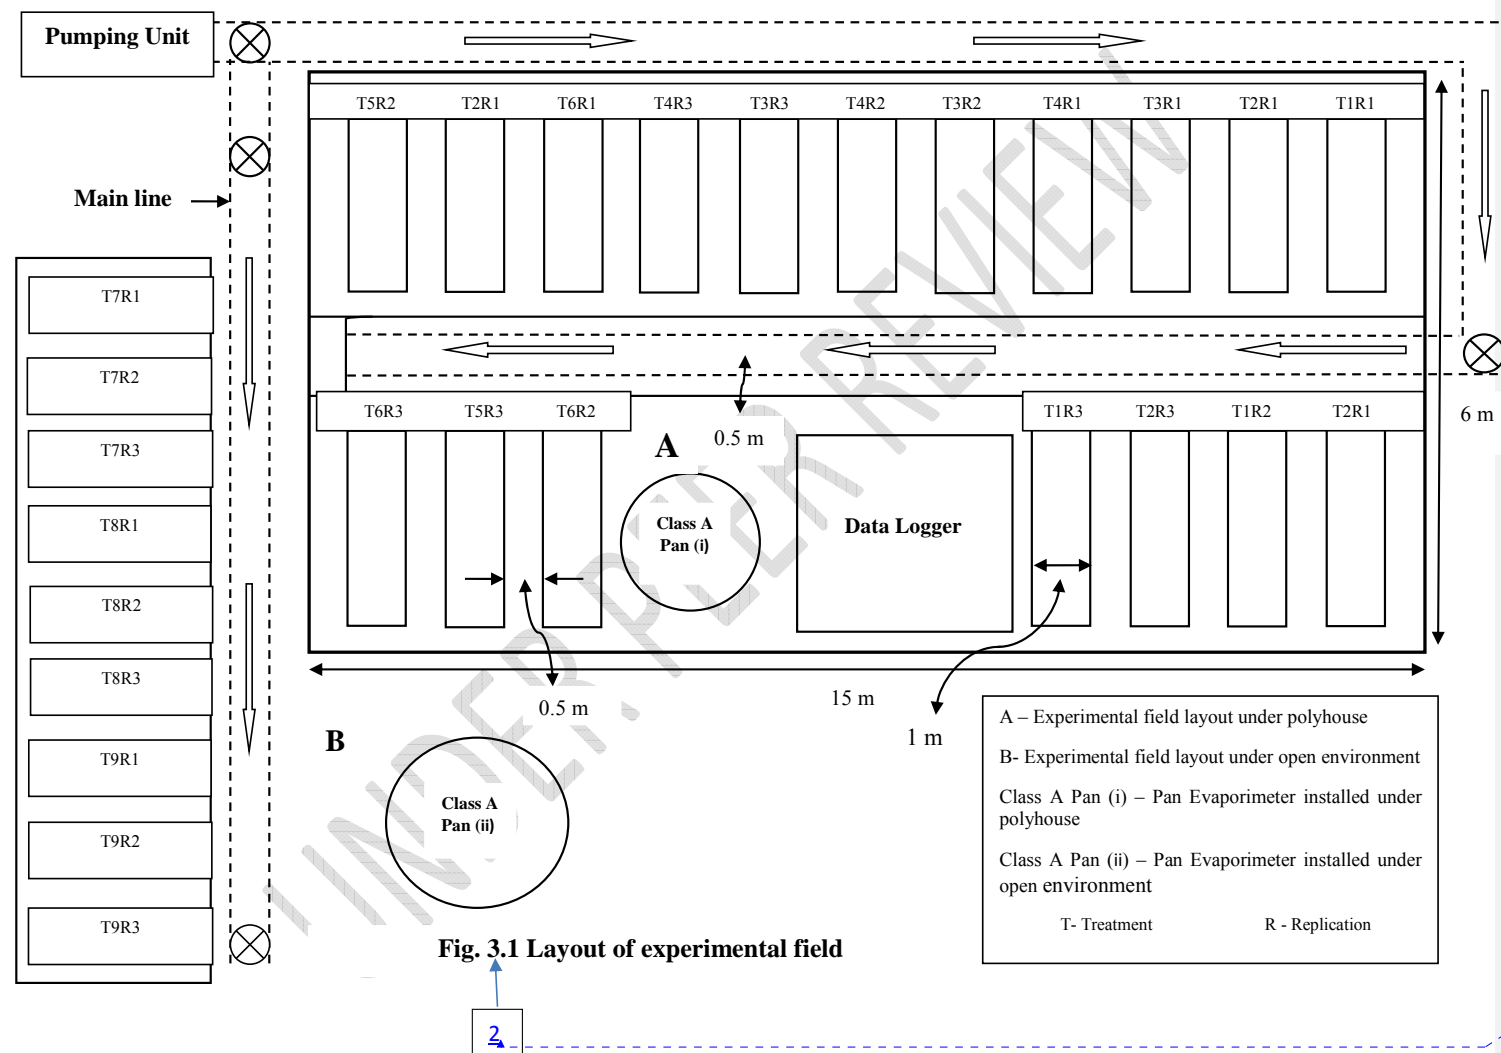 Pumping Unit
T5R2 T2R1 T6R1 T4R3 T3R3 T4R2 T3R2 T4R1 T3R1 T2R1 T1R1
Main line
T7R1
T7R2
T7R3
T8R1
T8R2
T8R3
T9R1
T9R2
T9R3
T6R3 T5R3 T6R2
T1R3 T2R3 T1R2 T2R1
6 m
A
0.5 m
Class A
Pan (i)
Data Logger
0.5 m
15 m
1 m
B
Class A
Pan (ii)
A – Experimental field layout under polyhouse
B- Experimental field layout under open environment
Class A Pan (i) – Pan Evaporimeter installed under
polyhouse
Class A Pan (ii) – Pan Evaporimeter installed under
open environment
T- Treatment R - Replication
Fig. 3.1 Layout of experimental field
2
UNDER PEER REVIEW